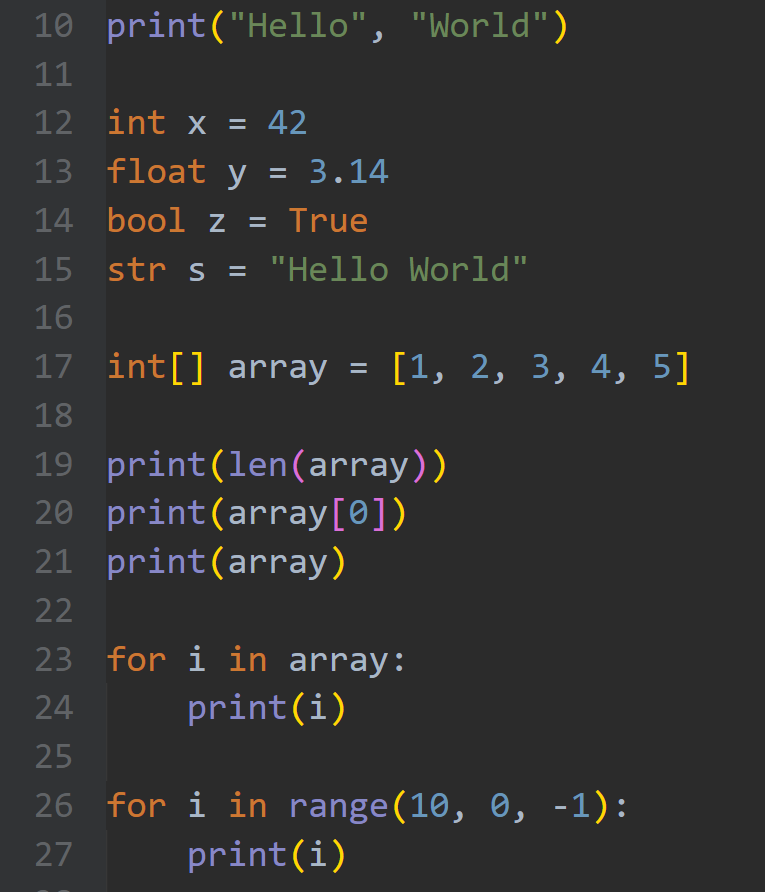 10 print("Hello", "World")
11
12 int x = 42
13 float y = 3.14
14 bool z = True
15 str s = "Hello World"
16
17 int[] array = [1, 2, 3, 4, 5]
18
19 print(len(array))
20 print(array[0])
21 print(array)
22
23 for i in array:
24     print(i)
25
26 for i in range(10, 0, -1):
27     print(i)